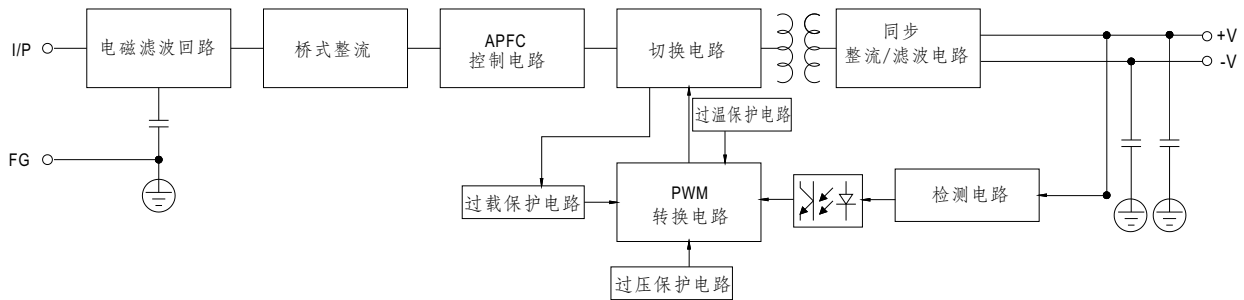 I/P
电磁滤波回路
桥式整流
APFC
控制电路
切换电路
同步
整流/滤波电路
+V
-V
过温保护电路
FG
过载保护电路
PWM
转换电路
检测电路
过压保护电路